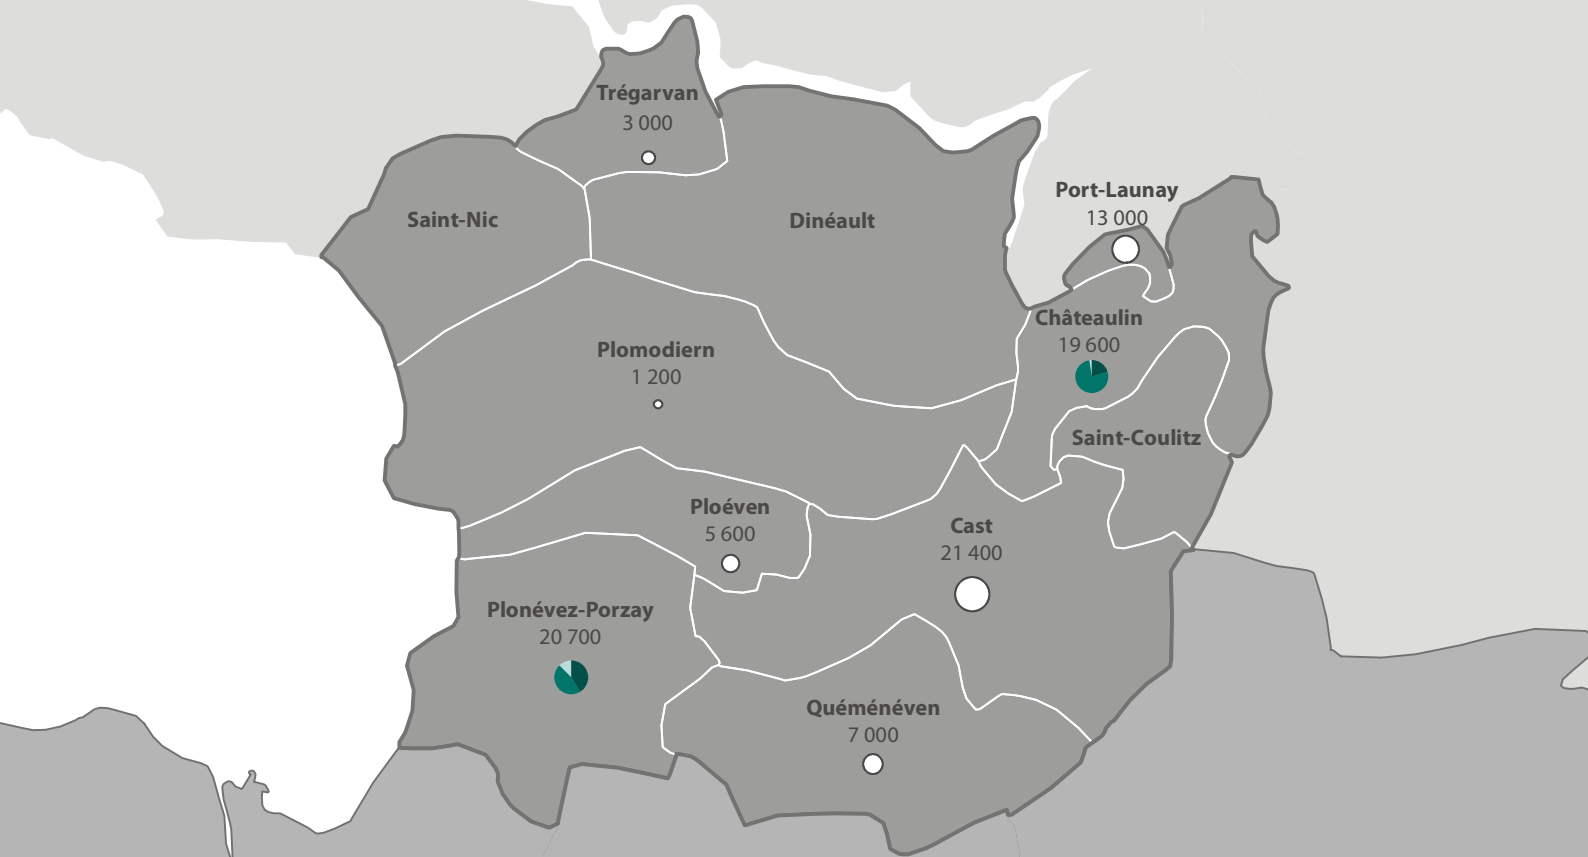 Trégarvan
3 000
Saint-Nic
Dinéault
Port-Launay
13 000
Châteaulin
19 600
Plomodiern
1 200
Saint-Coulitz
Ploéven
5 600
Cast
21 400
Plonévez-Porzay
20 700
Quéménéven
7 000